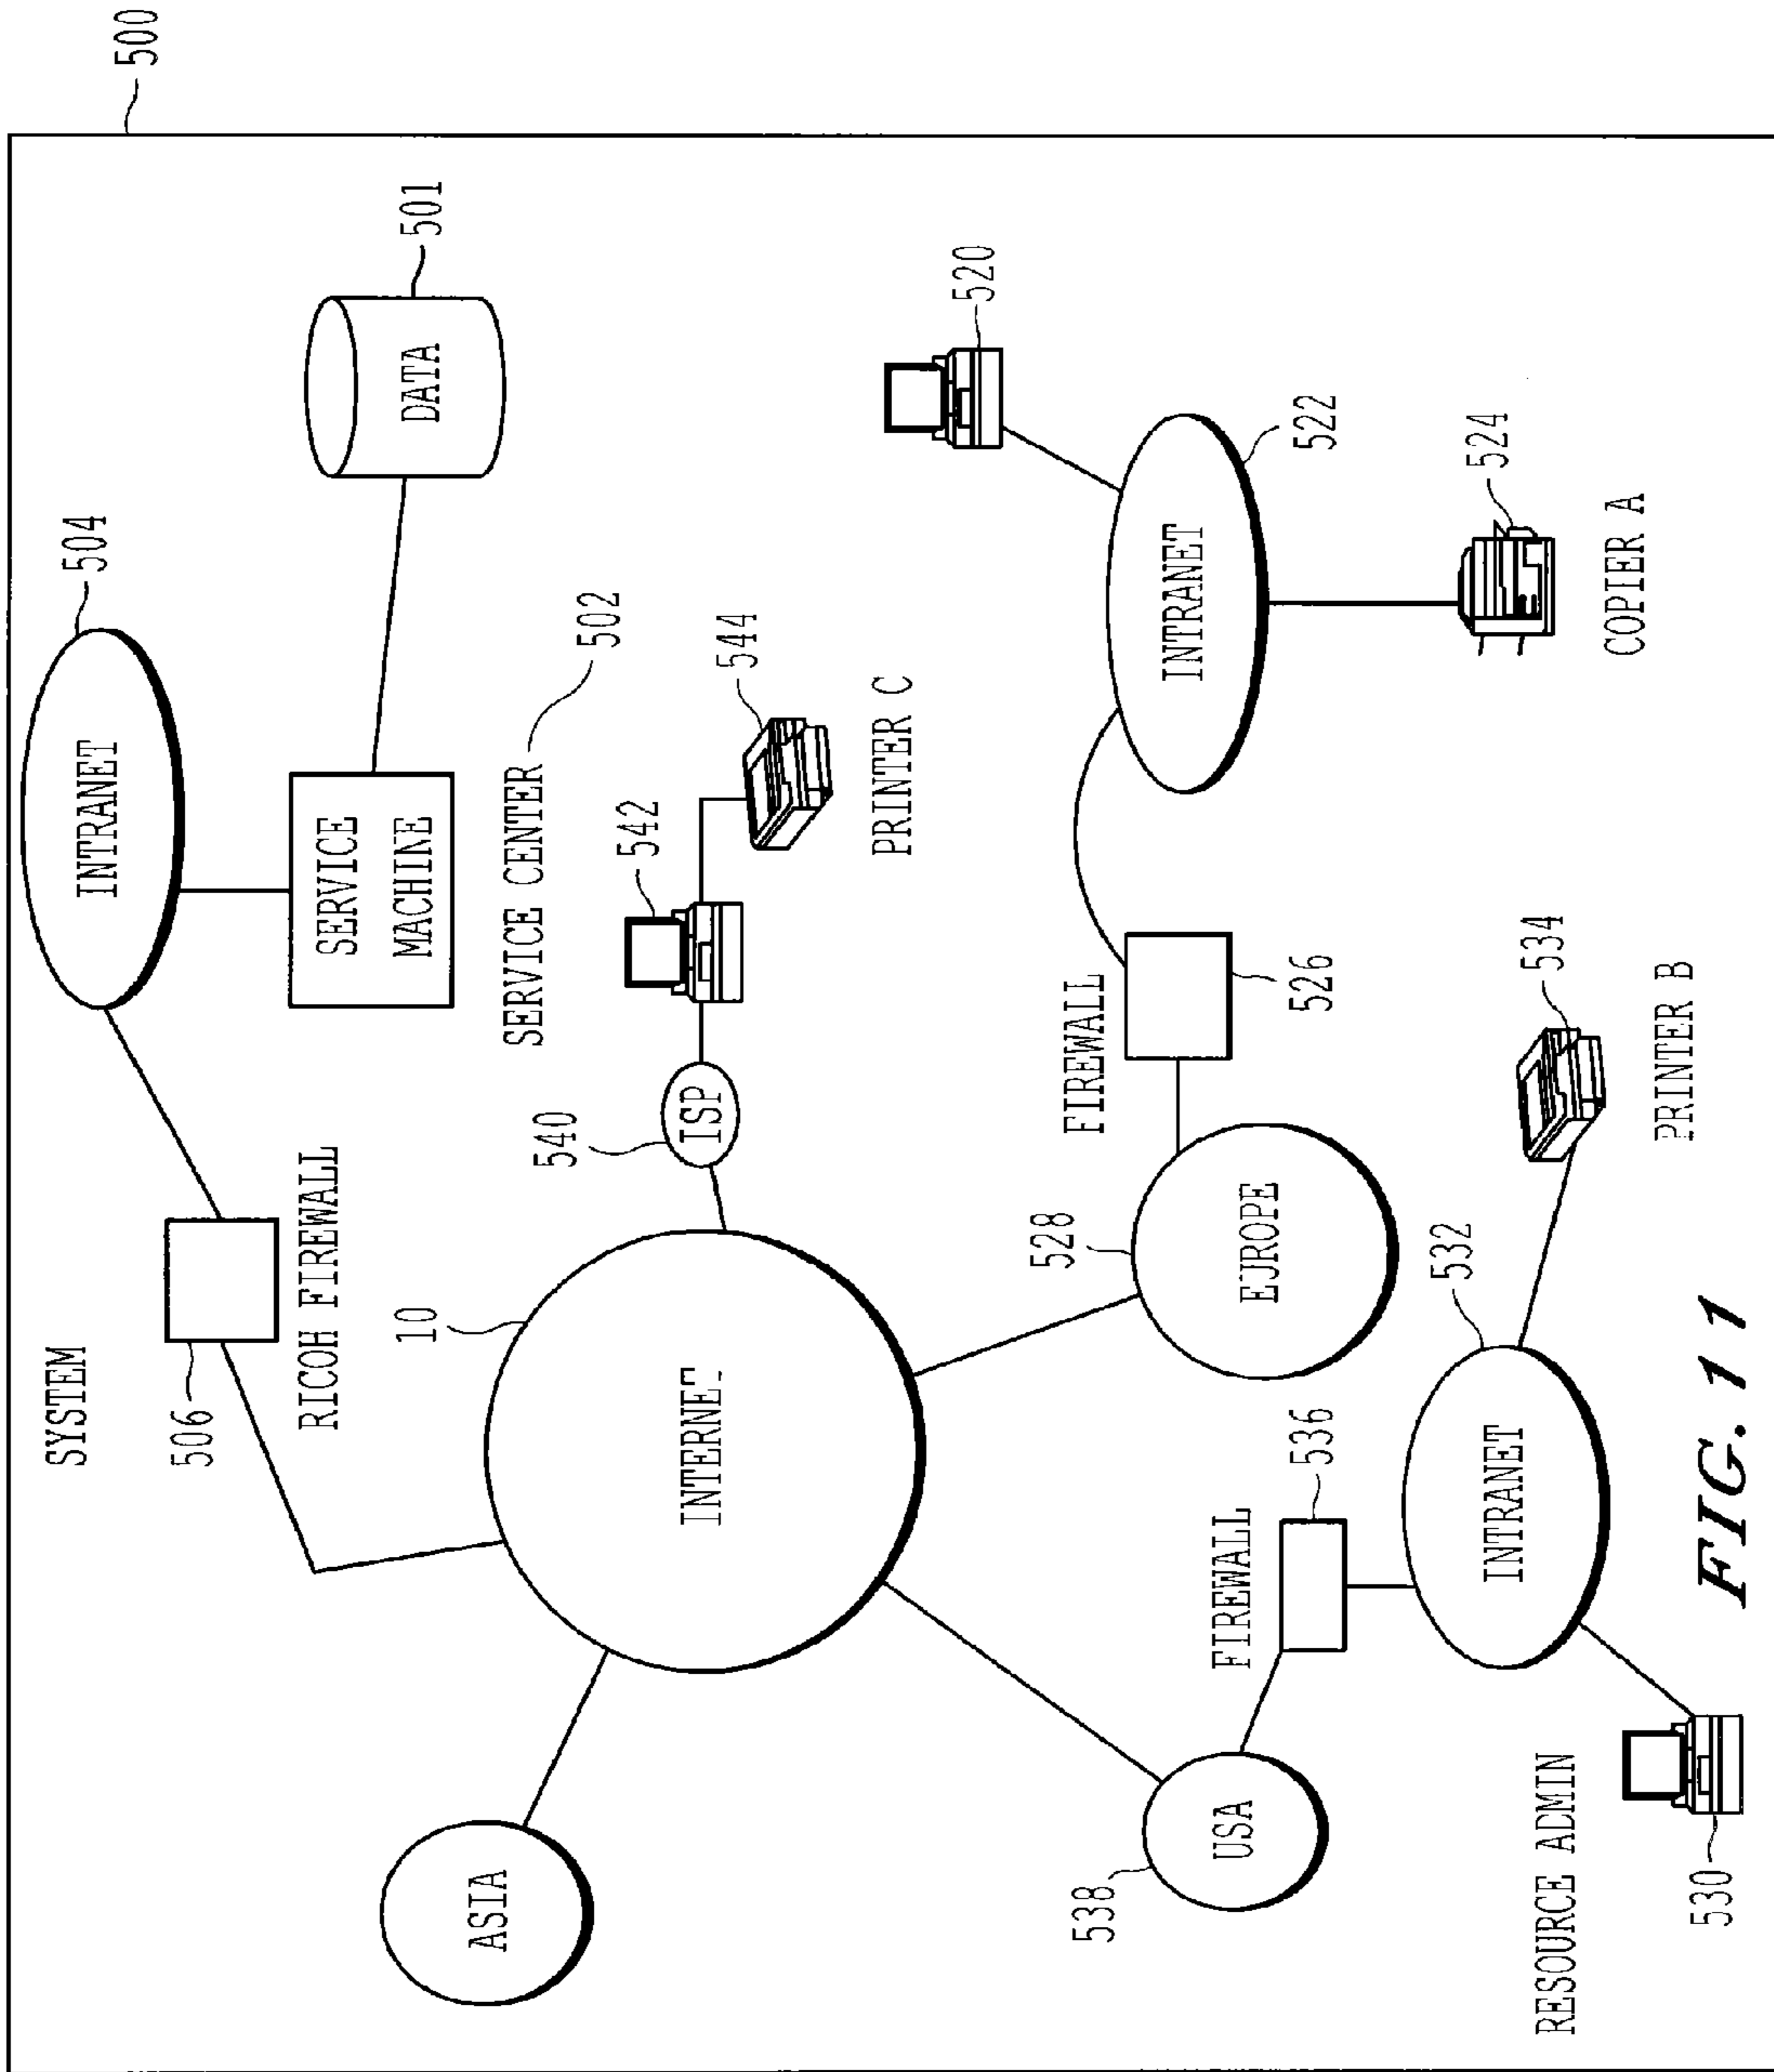 500
SYSTEM
INTRANET
504
506
RICOH FIREWALL
SERVICE
MACHINE
DATA
501
10
ASIA
SERVICE CENTER
502
540
542
544
INTERNET
ISP
PRINTER C
520
528
FIREWALL
538
INTRANET
FIREWALL
USA
EUROPE
526
522
536
532
524
INTRANET
534
RESOURCE ADMIN
COPIER A
PRINTER B
530
FIG. 11